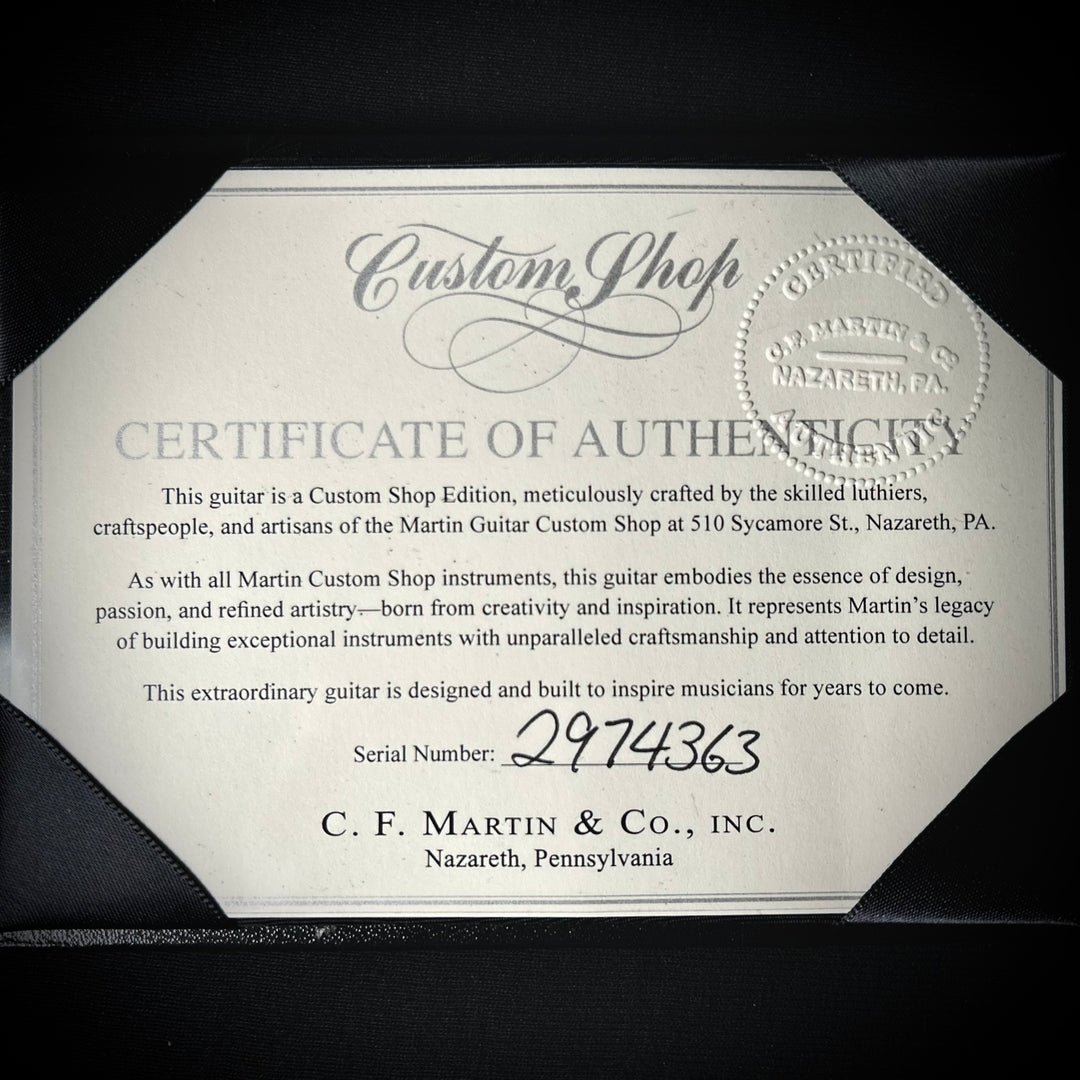 Custom Shop
CERTIFIED
C.F. MARTIN & CO
NAZARETH, PA.
AUTHENTIC
CERTIFICATE OF AUTHENTICITY
This guitar is a Custom Shop Edition, meticulously crafted by the skilled luthiers,
craftspeople, and artisans of the Martin Guitar Custom Shop at 510 Sycamore St., Nazareth, PA.
As with all Martin Custom Shop instruments, this guitar embodies the essence of design,
passion, and refined artistry—born from creativity and inspiration. It represents Martin’s legacy
of building exceptional instruments with unparalleled craftsmanship and attention to detail.
This extraordinary guitar is designed and built to inspire musicians for years to come.
Serial Number: 2974363
C. F. MARTIN & CO., INC.
Nazareth, Pennsylvania